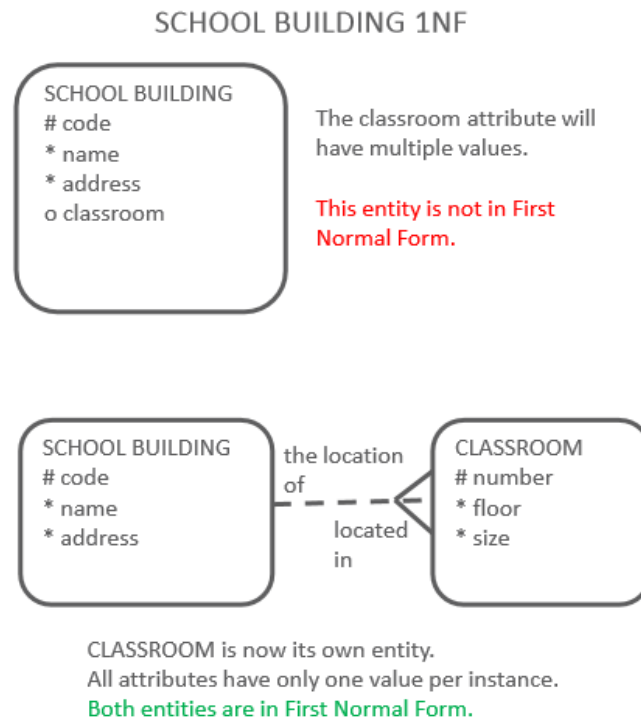 SCHOOL BUILDING 1NF
SCHOOL BUILDING
# code
* name
* address
o classroom
The classroom attribute will
have multiple values.
This entity is not in First
Normal Form.
SCHOOL BUILDING
# code
* name
* address
the location
of
located
in
CLASSROOM
# number
* floor
* size
CLASSROOM is now its own entity.
All attributes have only one value per instance.
Both entities are in First Normal Form.